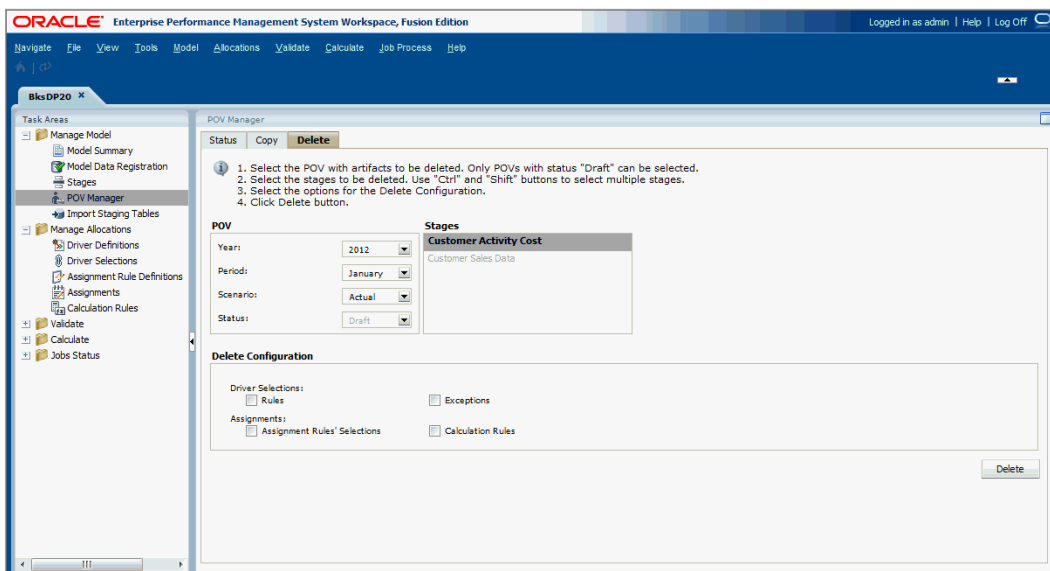 ORACLE Enterprise Performance Management System Workspace, Fusion Edition
Logged in as admin | Help | Log Off
Navigate File View Tools Model Allocations Validate Calculate Job Process Help
BksDP20 ×
Task Areas
Manage Model
Model Summary
Model Data Registration
Stages
POV Manager
Import Staging Tables
Manage Allocations
Driver Definitions
Driver Selections
Assignment Rule Definitions
Assignments
Calculation Rules
Validate
Calculate
Jobs Status
POV Manager
Status Copy Delete
1. Select the POV with artifacts to be deleted. Only POVs with status "Draft" can be selected.
2. Select the stages to be deleted. Use "Ctrl" and "Shift" buttons to select multiple stages.
3. Select the options for the Delete Configuration.
4. Click Delete button.
POV
Year: 2012
Period: January
Scenario: Actual
Status: Draft
Stages
Customer Activity Cost
Customer Sales Data
Delete Configuration
Driver Selections:
Rules Exceptions
Assignments:
Assignment Rules' Selections Calculation Rules
Delete